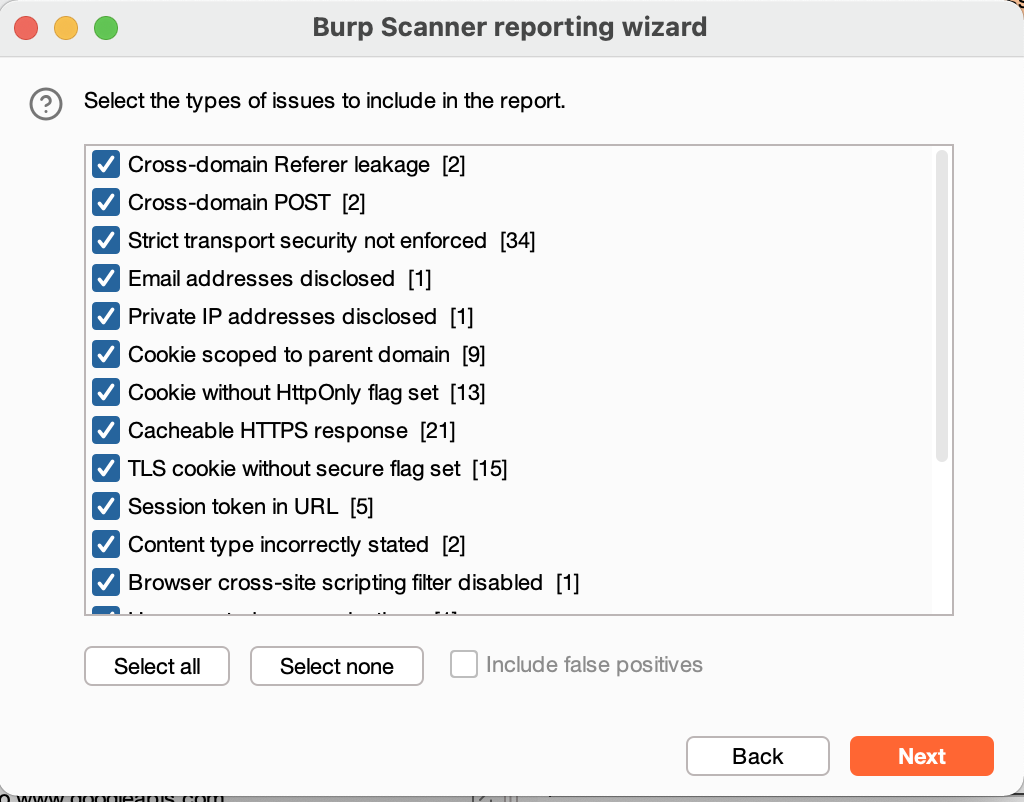 Burp Scanner reporting wizard
Select the types of issues to include in the report.
Cross-domain Referer leakage [2]
Cross-domain POST [2]
Strict transport security not enforced [34]
Email addresses disclosed [1]
Private IP addresses disclosed [1]
Cookie scoped to parent domain [9]
Cookie without HttpOnly flag set [13]
Cacheable HTTPS response [21]
TLS cookie without secure flag set [15]
Session token in URL [5]
Content type incorrectly stated [2]
Browser cross-site scripting filter disabled [1]
Select all
Select none
Include false positives
Back
Next
www.googleapis.com